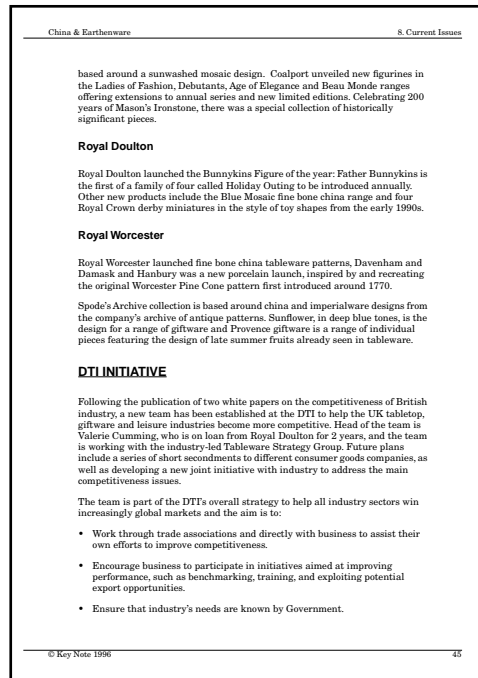 China & Earthenware 8. Current Issues
based around a sunwashed mosaic design. Coalport unveiled new figurines in
the Ladies of Fashion, Debutants, Age of Elegance and Beau Monde ranges
offering extensions to annual series and new limited editions. Celebrating 200
years of Mason's Ironstone, there was a special collection of historically
significant pieces.
Royal Doulton
Royal Doulton launched the Bunnykins Figure of the year: Father Bunnykins is
the first of a family of four called Holiday Outing to be introduced annually.
Other new products include the Blue Mosaic fine bone china range and four
Royal Crown derby miniatures in the style of toy shapes from the early 1990s.
Royal Worcester
Royal Worcester launched fine bone china tableware patterns, Davenham and
Damask and Hanbury was a new porcelain launch, inspired by and recreating
the original Worcester Pine Cone pattern first introduced around 1770.
Spode's Archive collection is based around china and imperialware designs from
the company's archive of antique patterns. Sunflower, in deep blue tones, is the
design for a range of giftware and Provence giftware is a range of individual
pieces featuring the design of late summer fruits already seen in tableware.
DTI INITIATIVE
Following the publication of two white papers on the competitiveness of British
industry, a new team has been established at the DTI to help the UK tabletop,
giftware and leisure industries become more competitive. Head of the team is
Valerie Cumming, who is on loan from Royal Doulton for 2 years, and the team
is working with the industry-led Tableware Strategy Group. Future plans
include a series of short secondments to different consumer goods companies, as
well as developing a new joint initiative with industry to address the main
competitiveness issues.
The team is part of the DTI's overall strategy to help all industry sectors win
increasingly global markets and the aim is to:
• Work through trade associations and directly with business to assist their
own efforts to improve competitiveness.
• Encourage business to participate in initiatives aimed at improving
performance, such as benchmarking, training, and exploiting potential
export opportunities.
• Ensure that industry's needs are known by Government.
© Key Note 1996 45